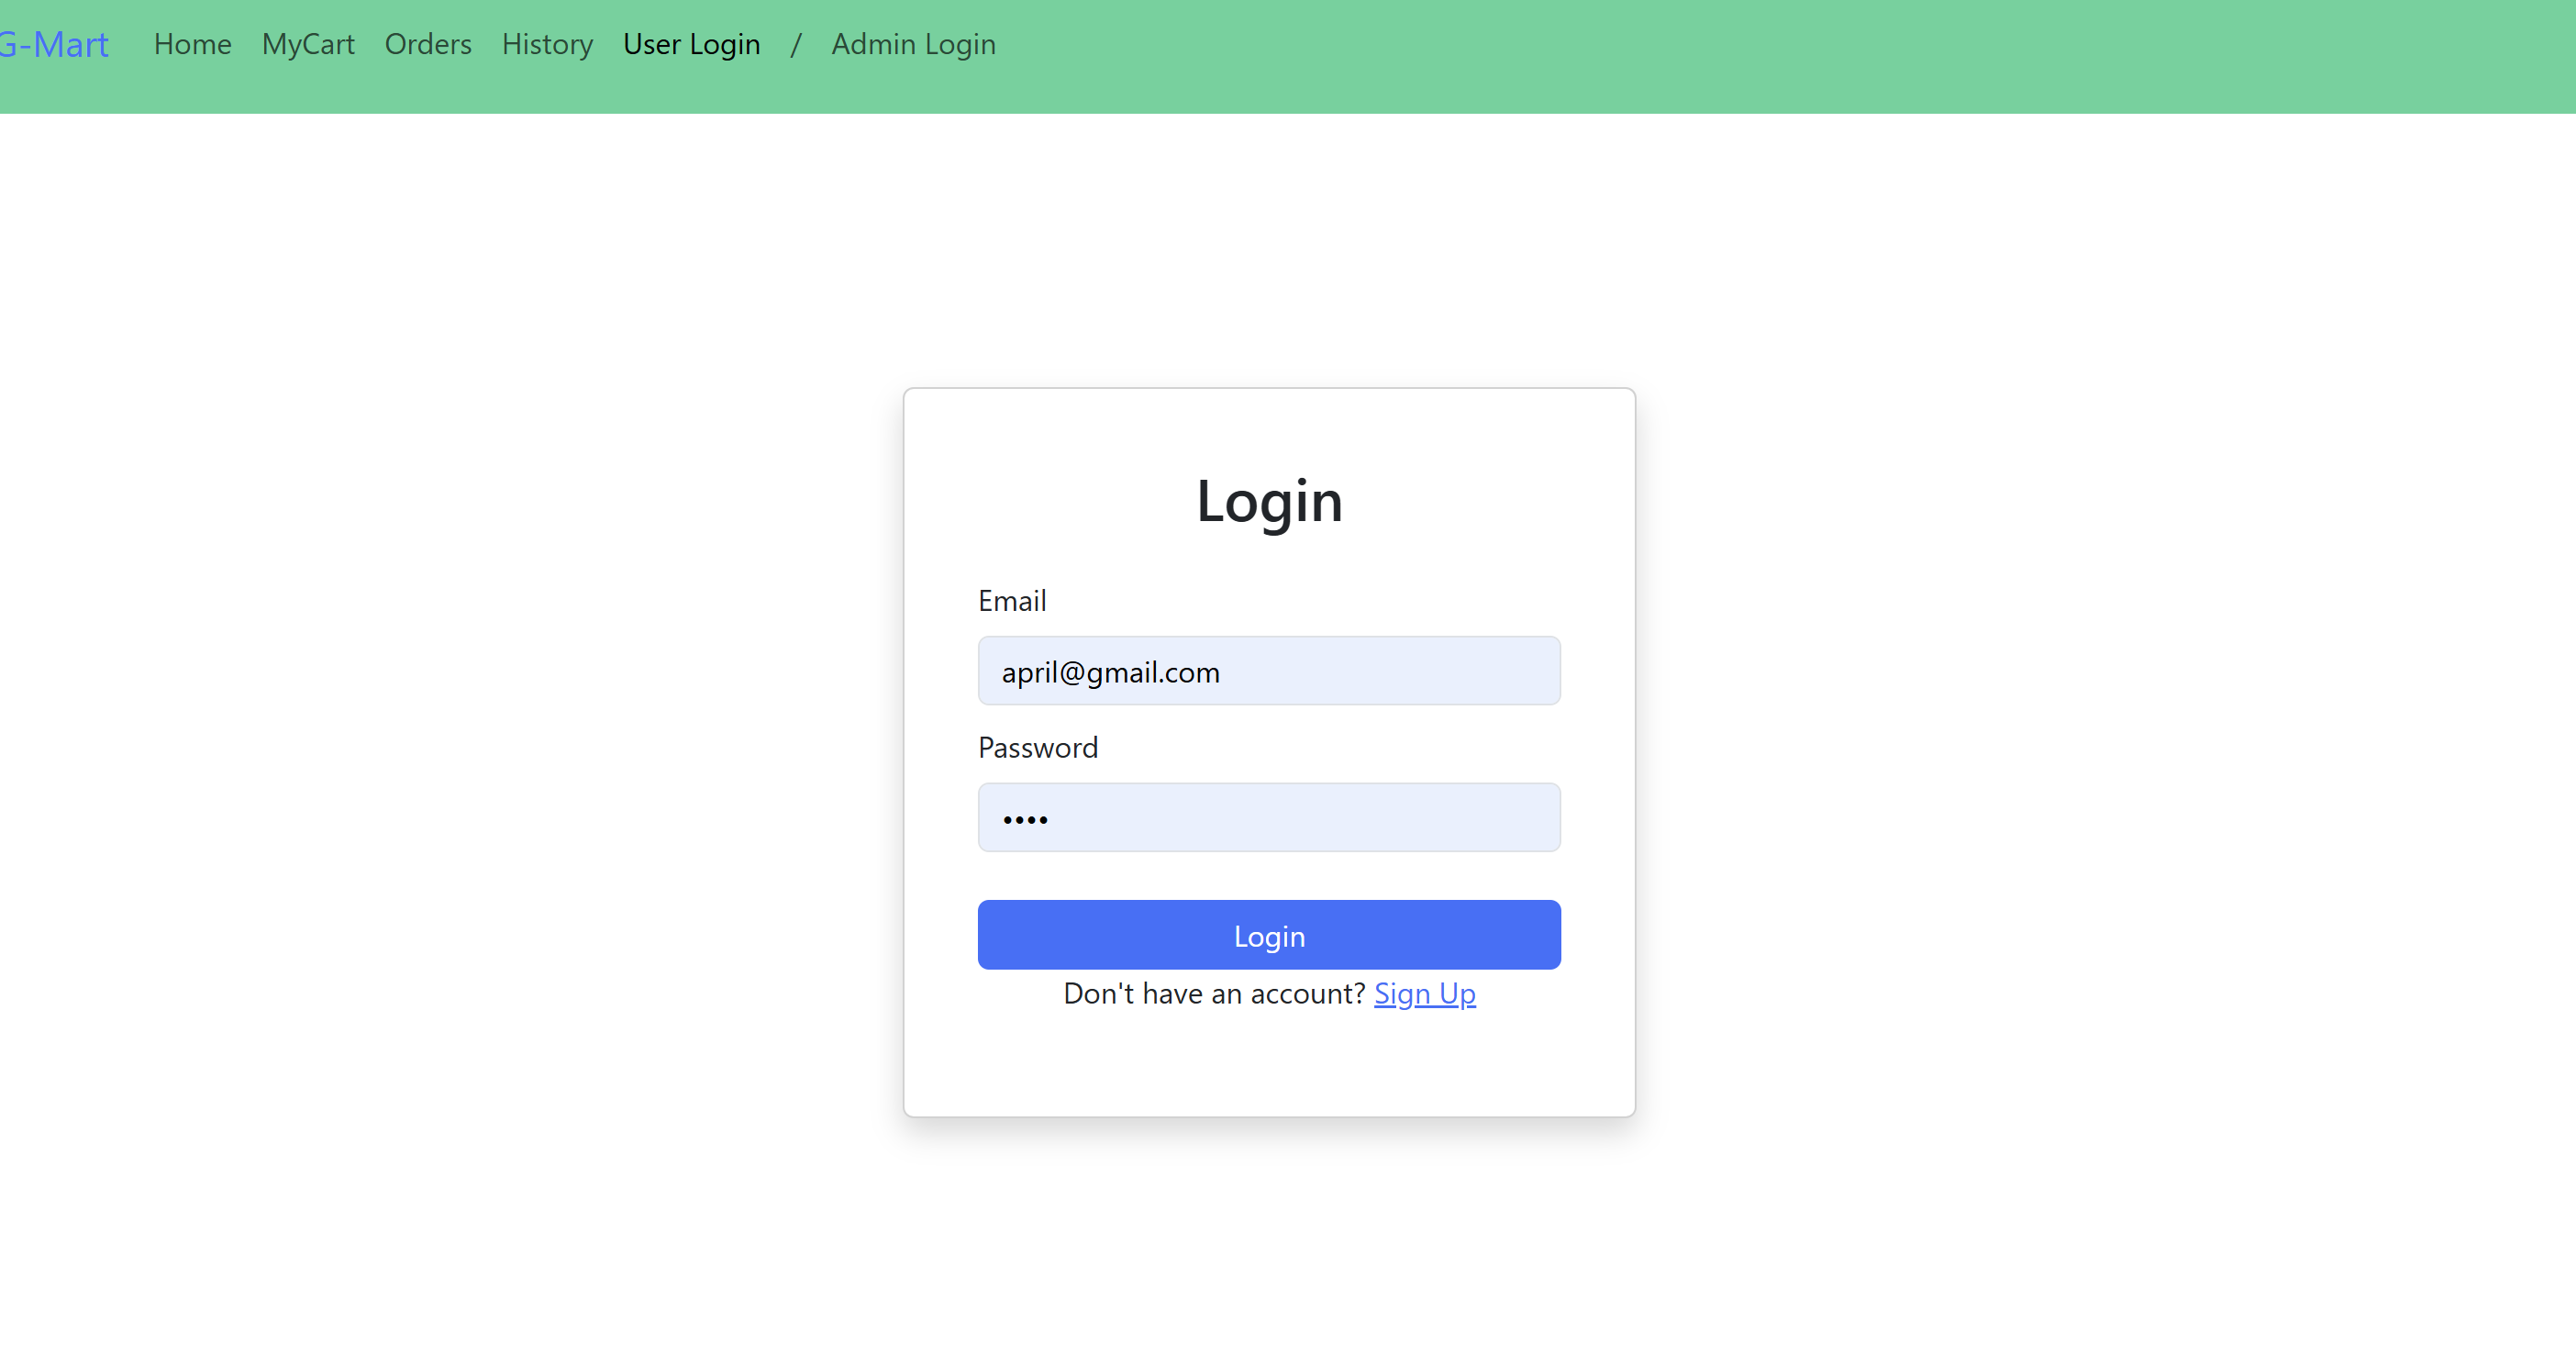 G-Mart Home MyCart Orders History User Login / Admin Login
Login
Email
april@gmail.com
Password
••••
Login
Don't have an account? Sign Up